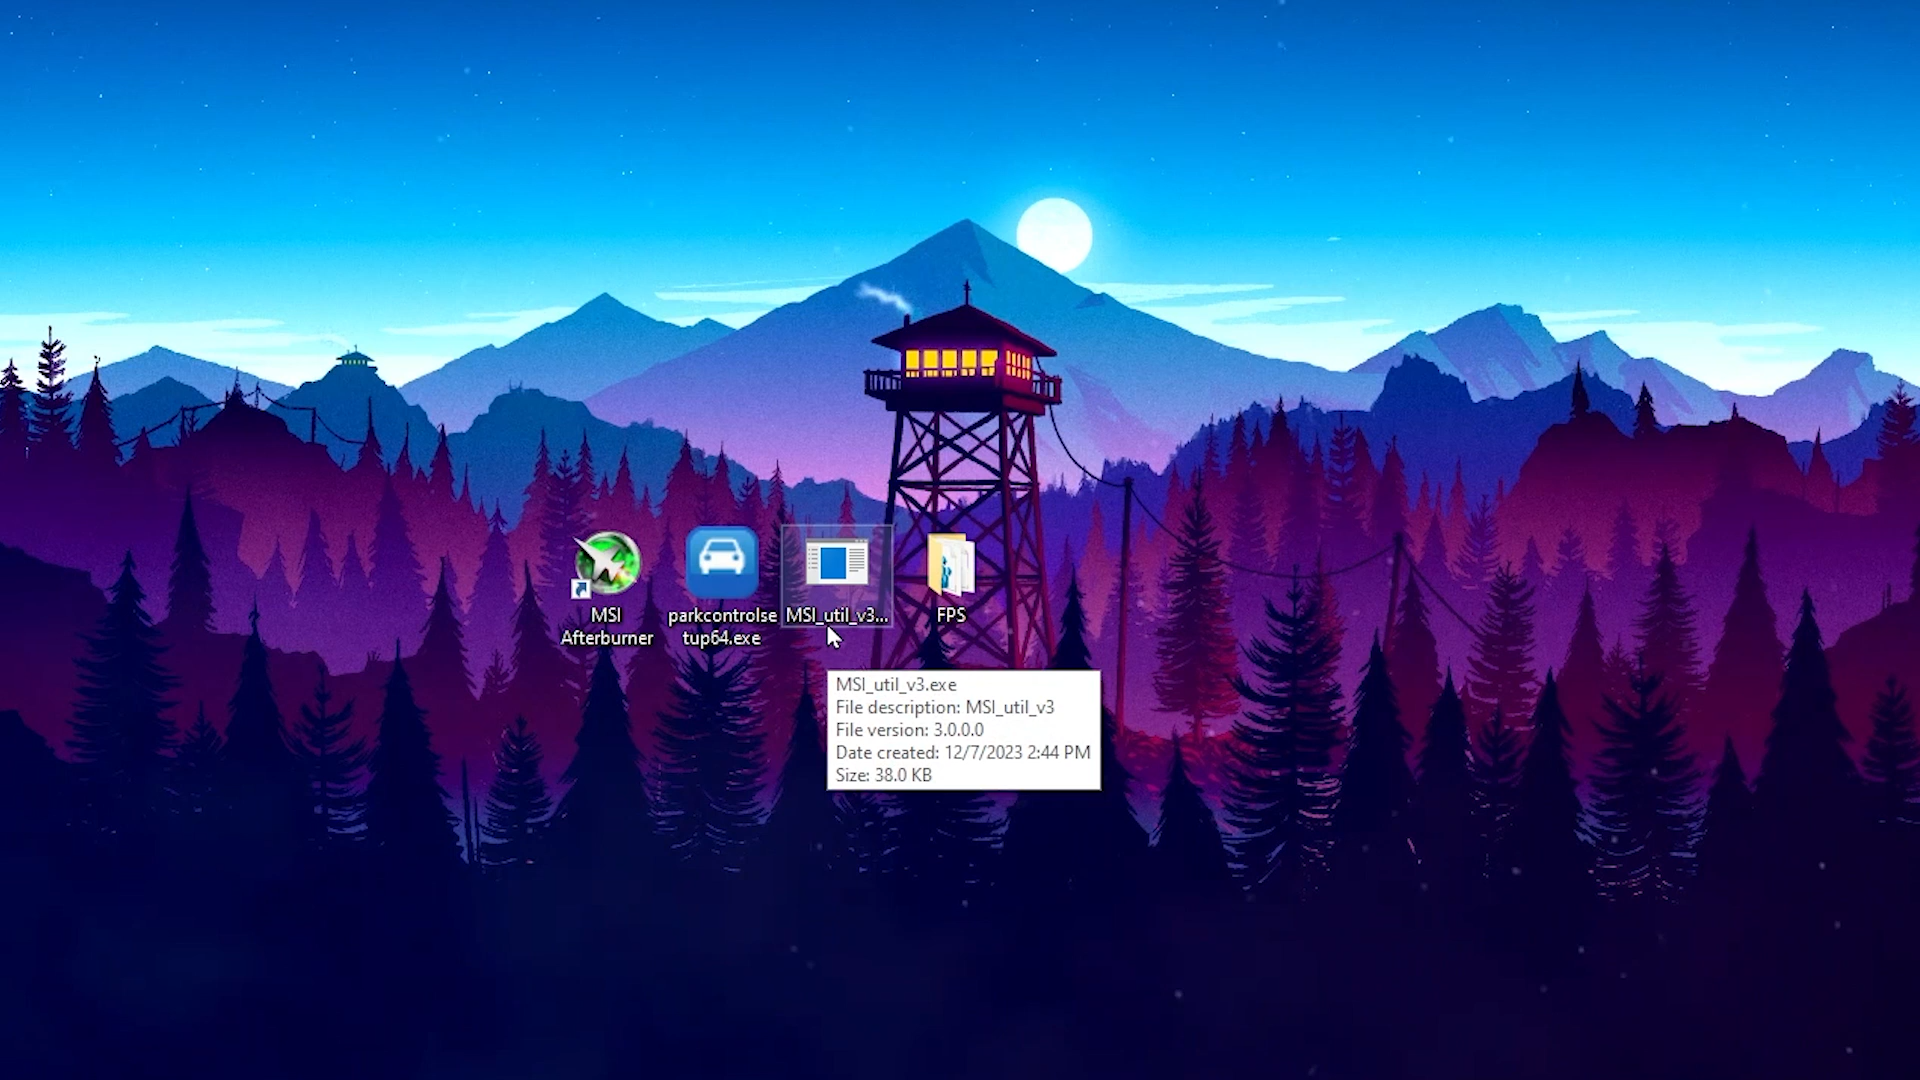 MSI
Afterburner
parkcontrolse
tup64.exe
MSI_util_v3...
FPS
MSI_util_v3.exe
File description: MSI_util_v3
File version: 3.0.0.0
Date created: 12/7/2023 2:44 PM
Size: 38.0 KB